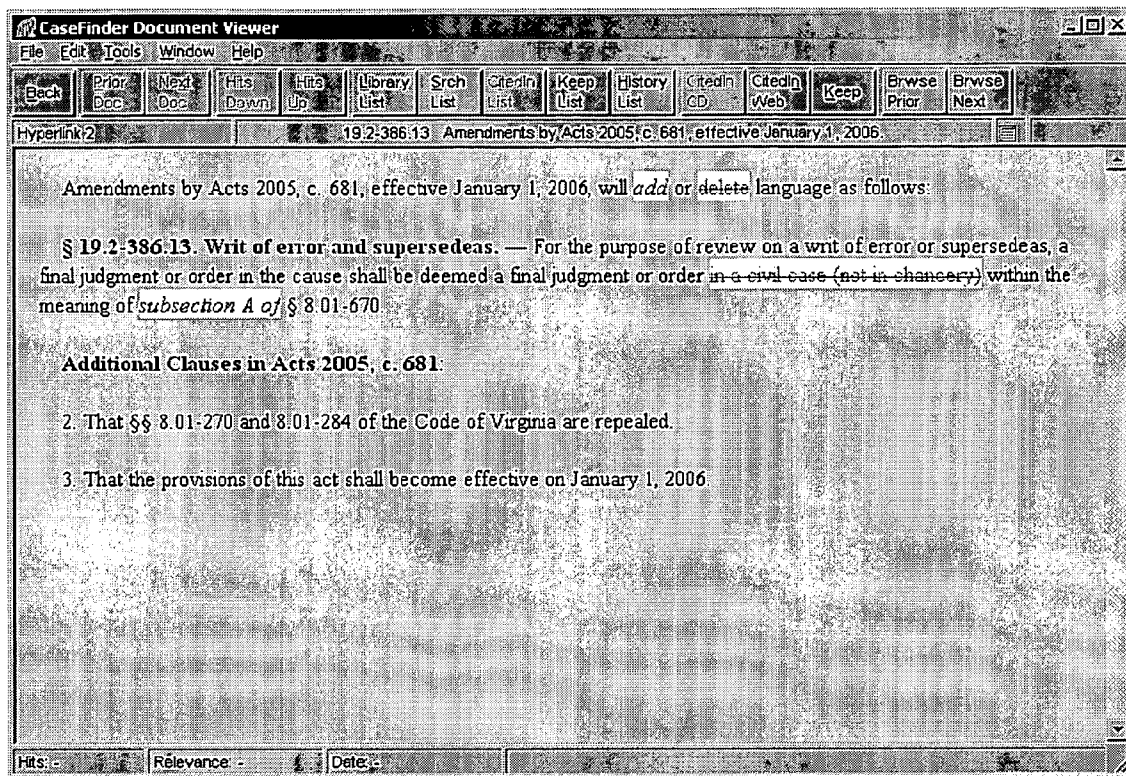 CaseFinder Document Viewer
File Edit Tools Window Help
Back Prior Doc Next Doc Hits Down Hits Up Library List Srch List CitedIn List Keep List History List CitedIn CD CitedIn Web Keep Brwse Prior Brwse Next
Hyperlink 2 19.2-386.13 Amendments by Acts 2005, c. 681, effective January 1, 2006.
Amendments by Acts 2005, c. 681, effective January 1, 2006, will add or delete language as follows:
§ 19.2-386.13. Writ of error and supersedeas. — For the purpose of review on a writ of error or supersedeas, a
final judgment or order in the cause shall be deemed a final judgment or order in a civil case (not in chancery) within the
meaning of subsection A of § 8.01-670.
Additional Clauses in Acts 2005, c. 681:
2. That §§ 8.01-270 and 8.01-284 of the Code of Virginia are repealed.
3. That the provisions of this act shall become effective on January 1, 2006.
Hits: - Relevance: - Date: -